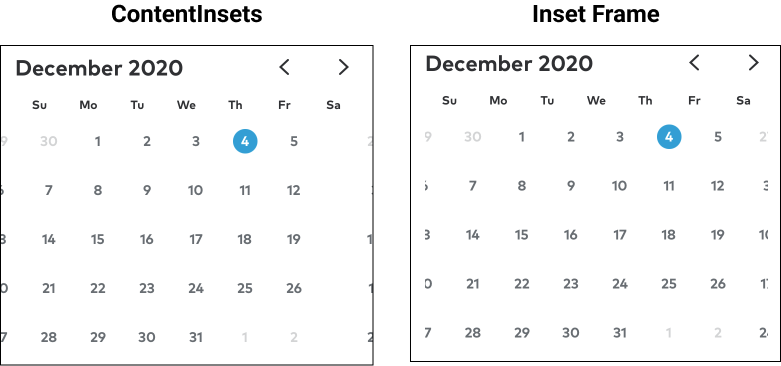 ContentInsets
December 2020
Su Mo Tu We Th Fr Sa
30 1 2 3 4 5
7 8 9 10 11 12
14 15 16 17 18 19
21 22 23 24 25 26
28 29 30 31 1 2
Inset Frame
December 2020
Su Mo Tu We Th Fr Sa
9 30 1 2 3 4 5
7 8 9 10 11 12
14 15 16 17 18 19
21 22 23 24 25 26
7 28 29 30 31 1 2